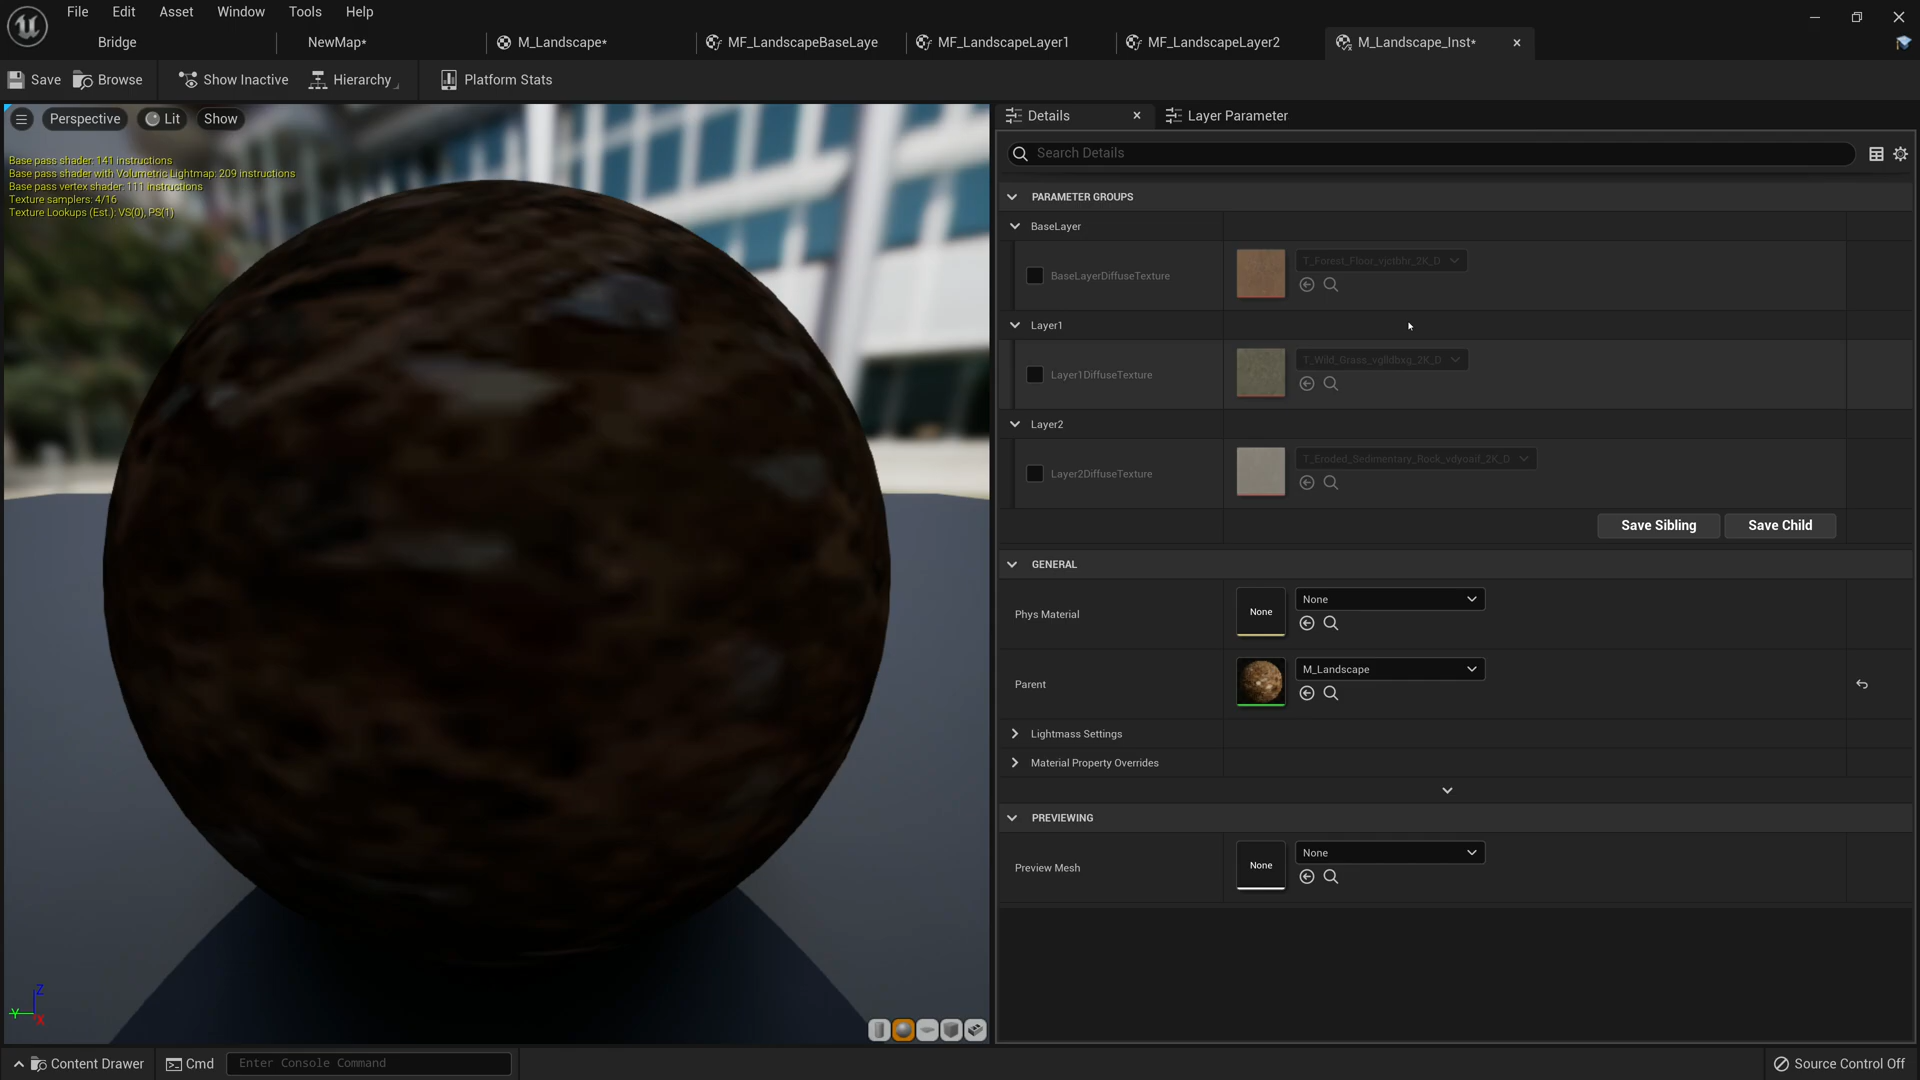 File Edit Asset Window Tools Help
Bridge NewMap* M_Landscape* MF_LandscapeBaseLaye MF_LandscapeLayer1 MF_LandscapeLayer2 M_Landscape_Inst*
Save Browse Show Inactive Hierarchy Platform Stats
Perspective Lit Show
Base pass shader: 141 instructions
Base pass shader with Volumetric Lightmap: 209 instructions
Base pass vertex shader: 111 instructions
Texture samplers: 4/16
Texture Lookups (Est.): VS(0), PS(1)
Z
Y
X
Details Layer Parameter
Search Details
PARAMETER GROUPS
BaseLayer
T_Forest_Floor_vjctbhr_2K_D
BaseLayerDiffuseTexture
Layer1
T_Wild_Grass_vglldbxg_2K_D
Layer1DiffuseTexture
Layer2
T_Eroded_Sedimentary_Rock_vdyosif_2K_D
Layer2DiffuseTexture
Save Sibling Save Child
GENERAL
None
Phys Material None
M_Landscape
Parent
Lightmass Settings
Material Property Overrides
PREVIEWING
None
Preview Mesh None
Content Drawer Cmd Enter Console Command Source Control Off